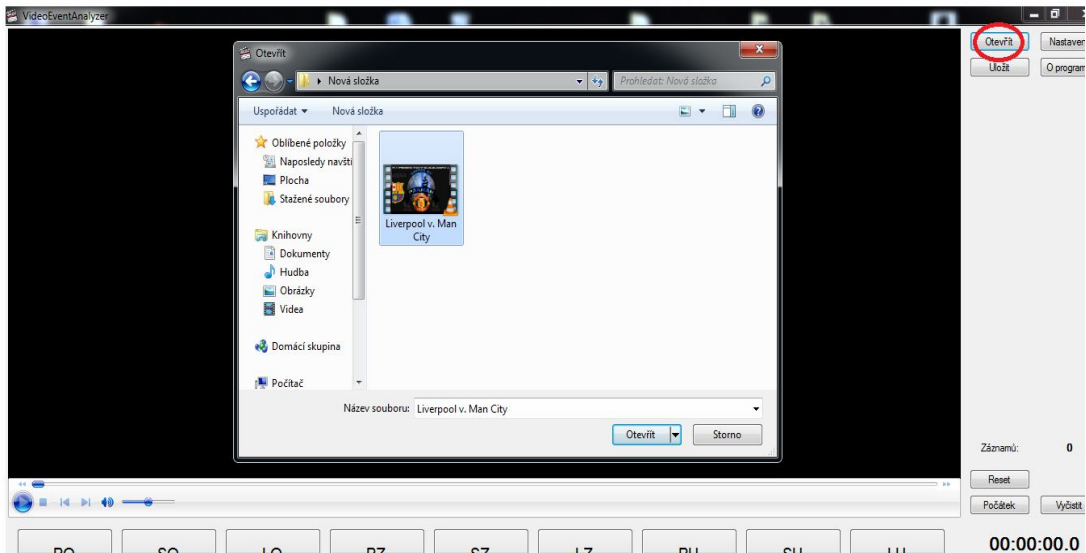 VideoEventAnalyzer
Otevřít
Otevřít
Nastaven
Uložit
O program
Nová složka
Prohledat: Nová složka
Uspořádat
Nová složka
Oblíbené položky
Naposledy navští
Plocha
Stažené soubory
Knihovny
Dokumenty
Hudba
Obrázky
Videa
Domácí skupina
Počítač
Liverpool v. Man
City
Název souboru: Liverpool v. Man City
Otevřít
Storno
Záznamů: 0
Reset
Počátek
Vyčistit
00:00:00.0